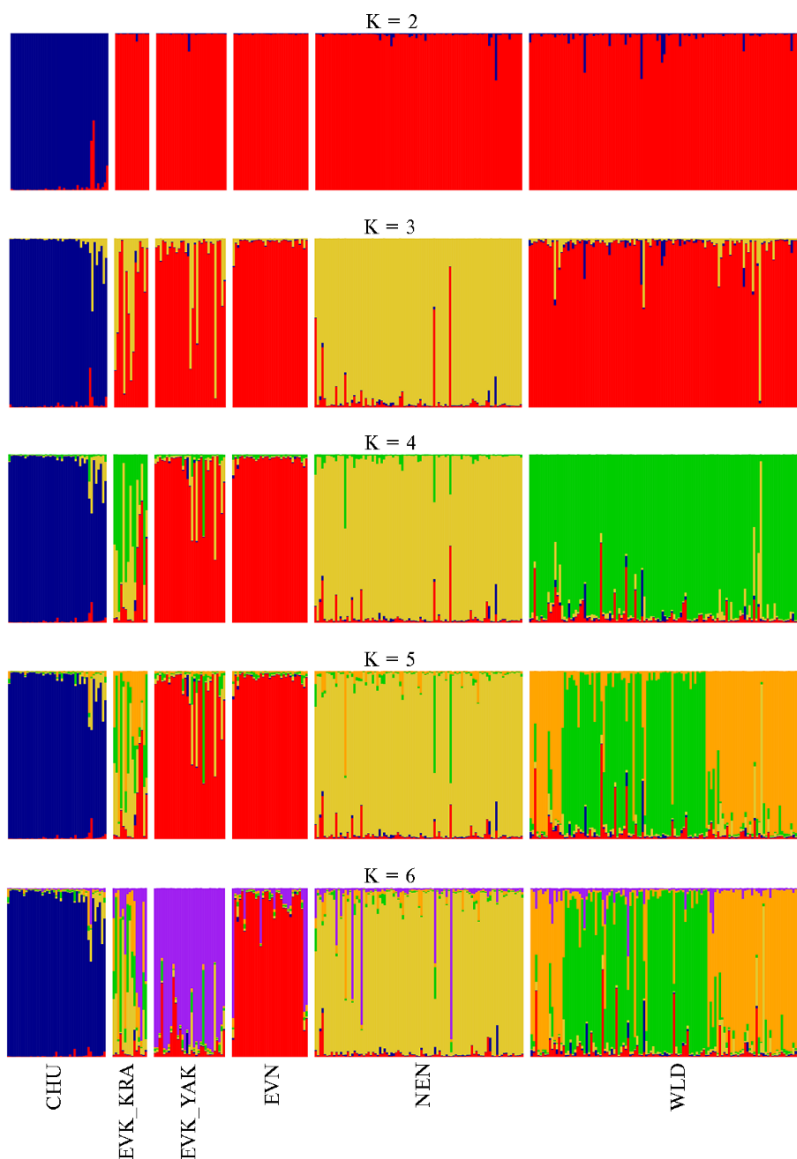 K = 2
K = 3
K = 4
K = 5
K = 6
CHU
EVK_KRA
EVK_YAK
EVN
NEN
WLD